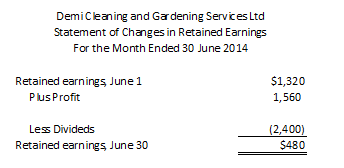 Demi Cleaning and Gardening Services Ltd
Statement of Changes in Retained Earnings
For the Month Ended 30 June 2014
Retained earnings, June 1 $1,320
Plus Profit 1,560
Less Divideds (2,400)
Retained earnings, June 30 $480